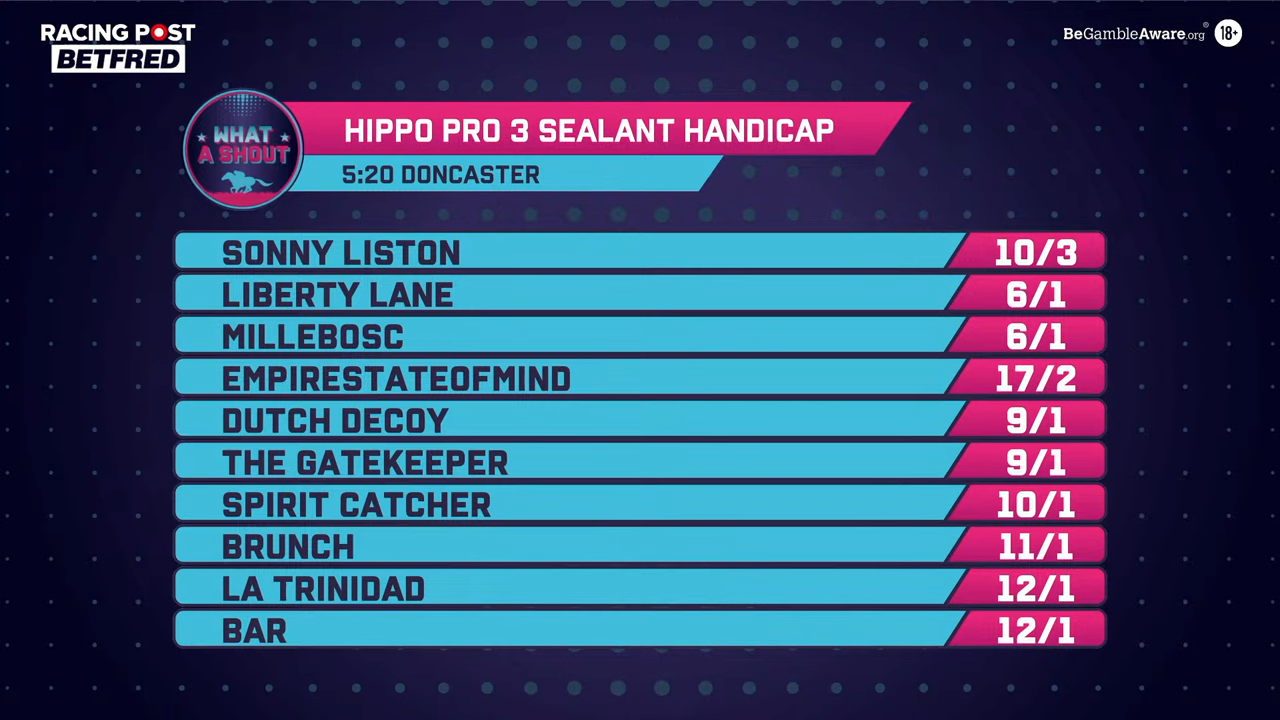 RACING POST
BETFRED
BeGambleAware.org® 18+
WHAT
A SHOUT
HIPPO PRO 3 SEALANT HANDICAP
5:20 DONCASTER
SONNY LISTON 10/3
LIBERTY LANE 6/1
MILLEBOSC 6/1
EMPIRESTATEOFMIND 17/2
DUTCH DECOY 9/1
THE GATEKEEPER 9/1
SPIRIT CATCHER 10/1
BRUNCH 11/1
LA TRINIDAD 12/1
BAR 12/1